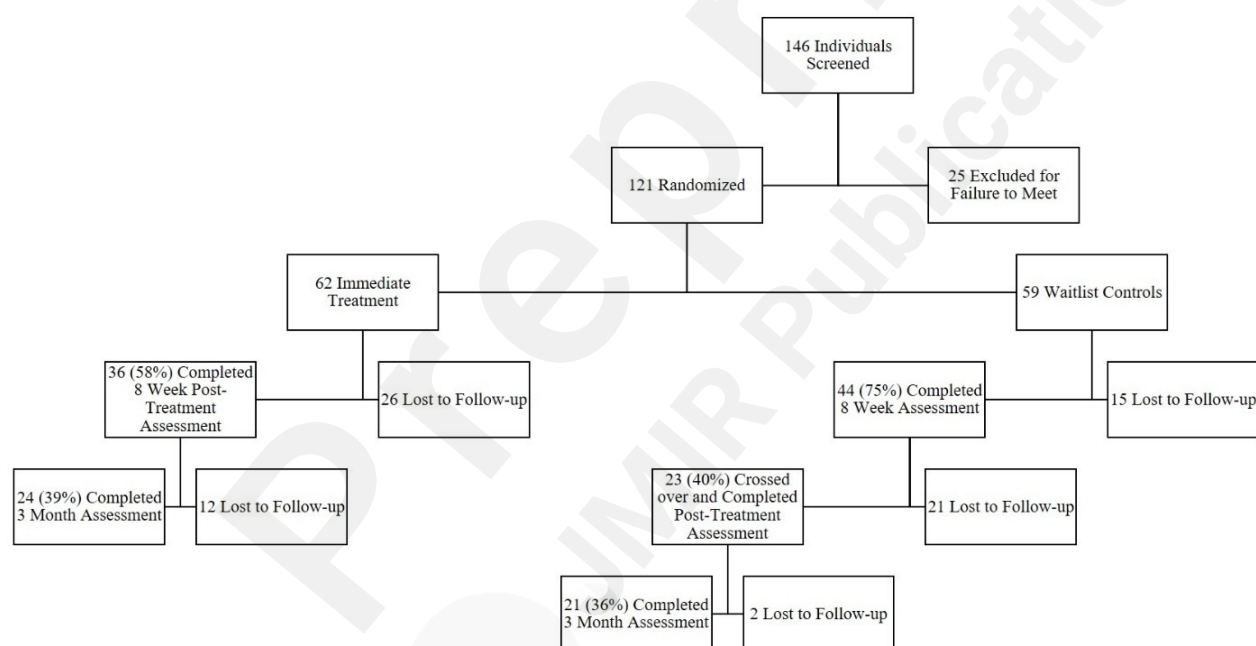 146 Individuals
Screened
121 Randomized
25 Excluded for
Failure to Meet
62 Immediate
Treatment
59 Waitlist Controls
36 (58%) Completed
8 Week Post-
Treatment
Assessment
26 Lost to Follow-up
44 (75%) Completed
8 Week Assessment
15 Lost to Follow-up
24 (39%) Completed
3 Month Assessment
12 Lost to Follow-up
23 (40%) Crossed
over and Completed
Post-Treatment
Assessment
21 Lost to Follow-up
21 (36%) Completed
3 Month Assessment
2 Lost to Follow-up
Prepr
JMIR Publicatio